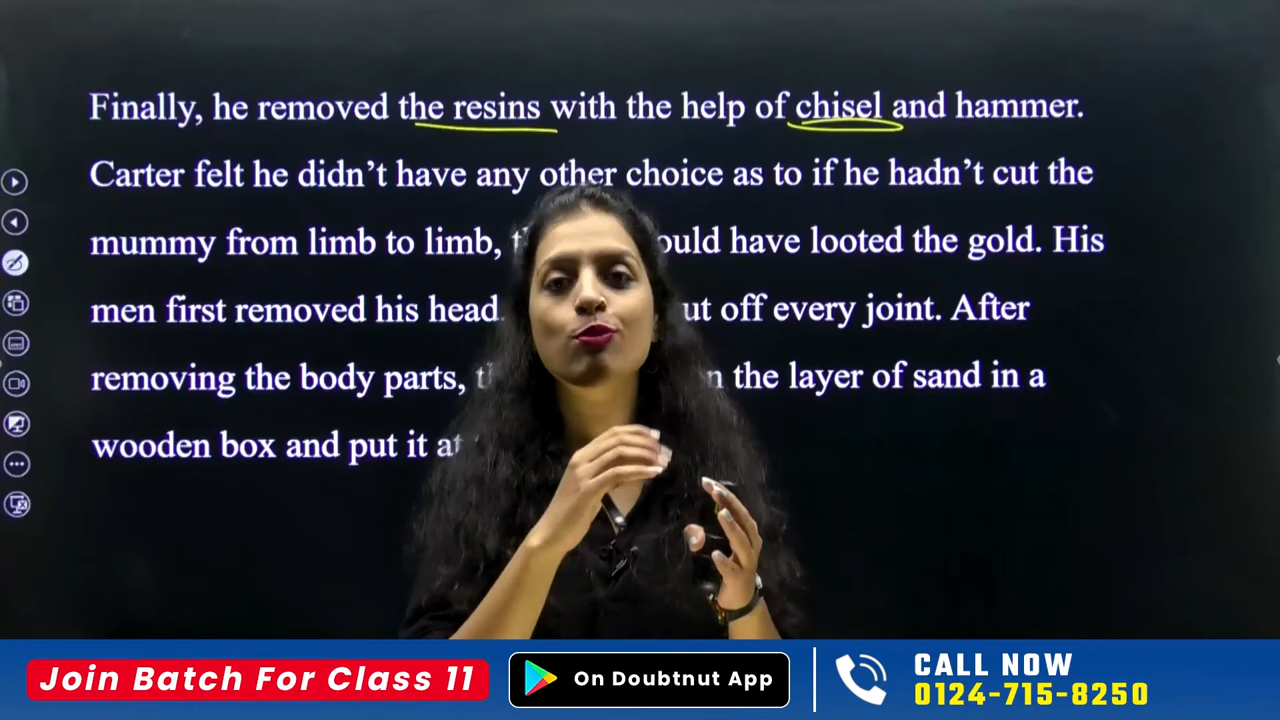 Finally, he removed the resins with the help of chisel and hammer.
Carter felt he didn't have any other choice as to if he hadn't cut the
mummy from limb to limb, would have looted the gold. His
men first removed his head. off every joint. After
removing the body parts, the layer of sand in a
wooden box and put it at
Join Batch For Class 11
On Doubtnut App
CALL NOW
0124-715-8250